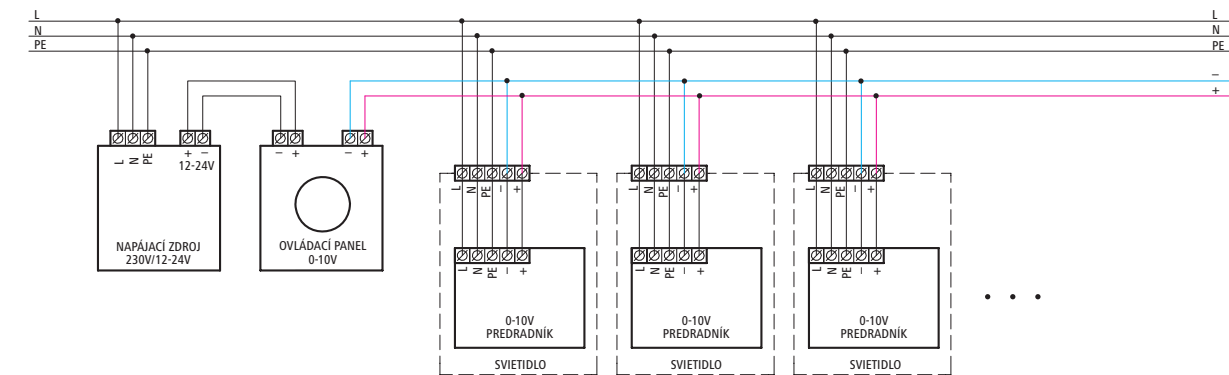 L L
N N
PE PE
–
+
L N PE + –
12-24V
NAPÁJACÍ ZDROJ
230V/12-24V
– + – +
OVLÁDACÍ PANEL
0-10V
L N PE – +
L N PE – +
0-10V
PREDRADNÍK
SVIETIDLO
L N PE – +
L N PE – +
0-10V
PREDRADNÍK
SVIETIDLO
L N PE – +
L N PE – +
0-10V
PREDRADNÍK
SVIETIDLO
• • •